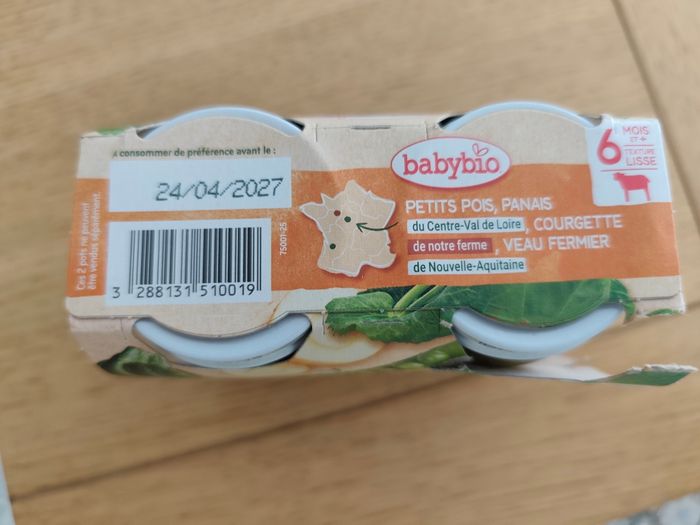 A consommer de préférence avant le :
24/04/2027
Ces 2 pots ne peuvent
être vendus séparément.
3 288131 510019
75001-25
babybio
6 MOIS
ET +
TEXTURE
LISSE
PETITS POIS, PANAIS
du Centre-Val de Loire , COURGETTE
de notre ferme , VEAU FERMIER
de Nouvelle-Aquitaine